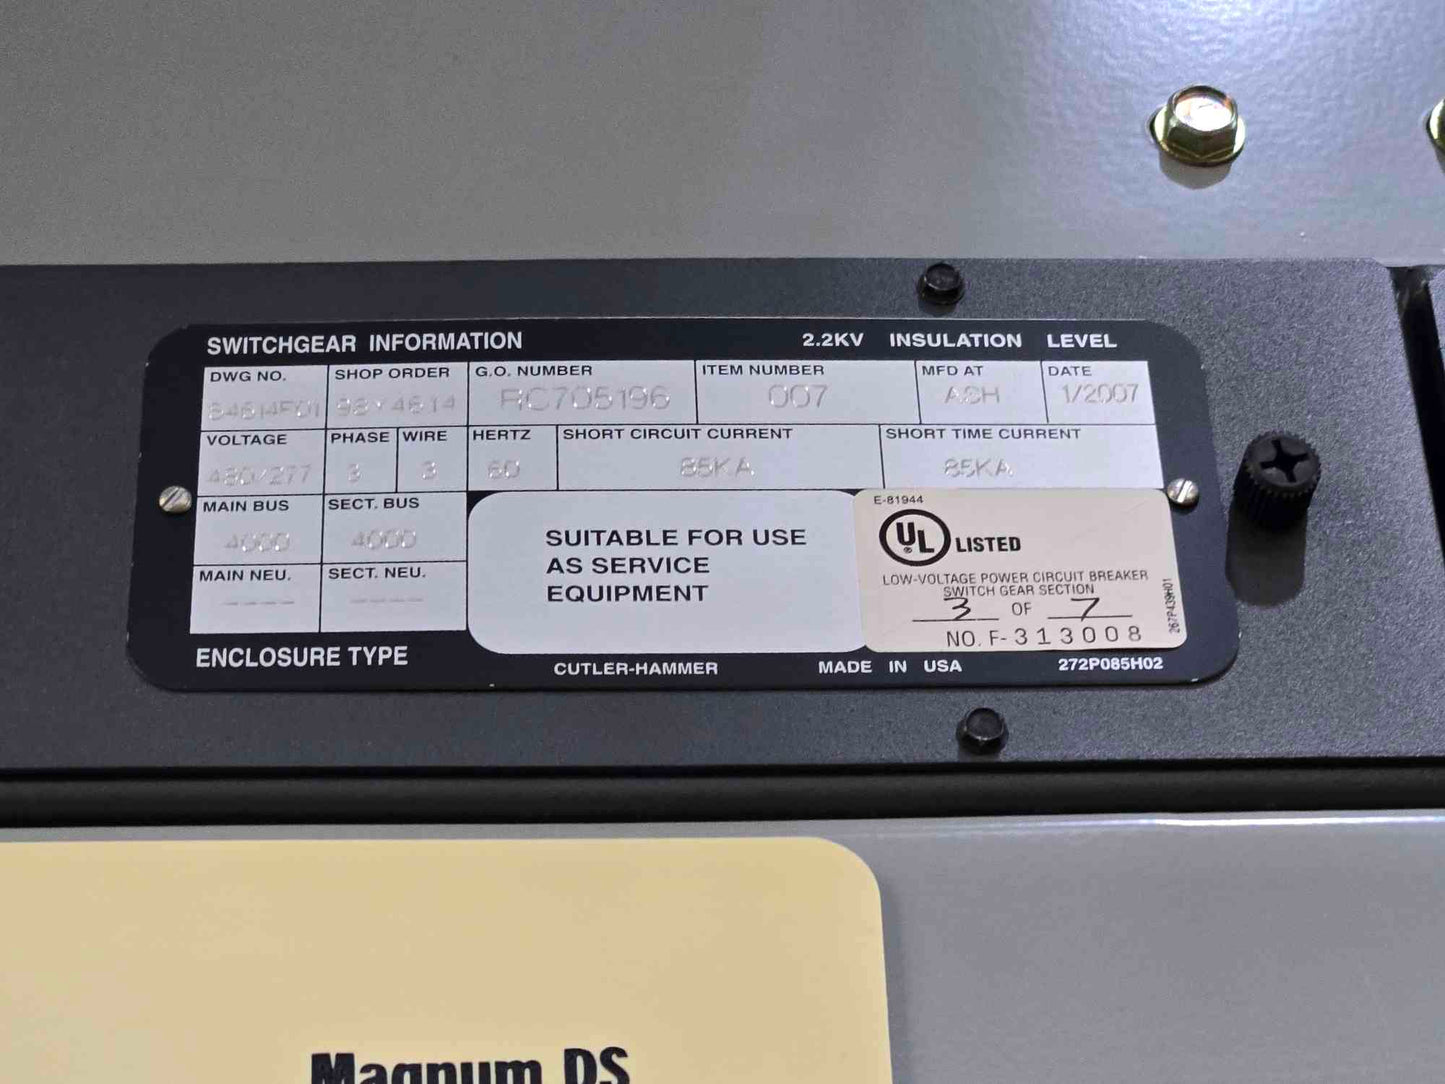 SWITCHGEAR INFORMATION 2.2KV INSULATION LEVEL
DWG NO. SHOP ORDER G.O. NUMBER ITEM NUMBER MFD AT DATE
84614F01 98Y4614 RC705196 007 ASH 1/2007
VOLTAGE PHASE WIRE HERTZ SHORT CIRCUIT CURRENT SHORT TIME CURRENT
480/277 3 3 60 85KA 85KA
MAIN BUS SECT. BUS
4000 4000
MAIN NEU. SECT. NEU.
---- ----
SUITABLE FOR USE
AS SERVICE
EQUIPMENT
E-81944
UL ® LISTED
LOW-VOLTAGE POWER CIRCUIT BREAKER
SWITCH GEAR SECTION
3 OF 7
NO. F-313008
267P439H01
ENCLOSURE TYPE
CUTLER-HAMMER MADE IN USA 272P085H02
Magnum DS